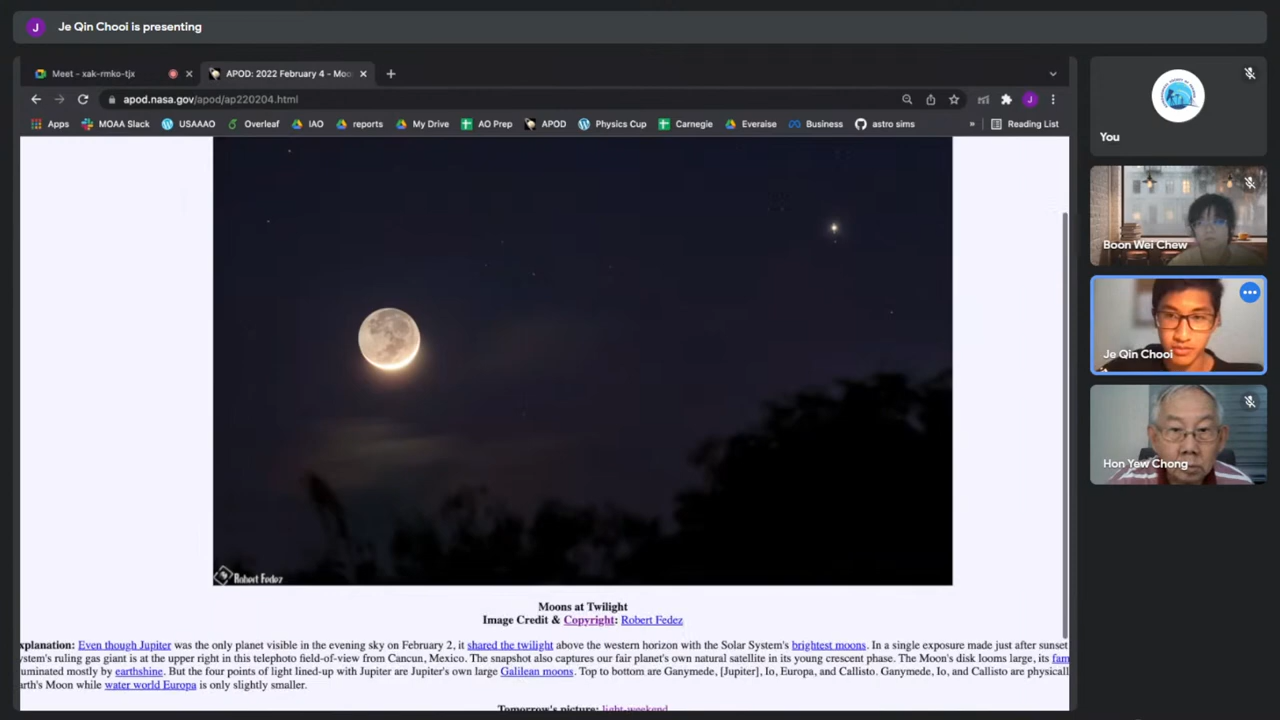 J Je Qin Chooi is presenting
Meet - xak-rmko-tjx
APOD: 2022 February 4 - Moo
apod.nasa.gov/apod/ap220204.html
J
Apps MOAA Slack USAAAO Overleaf IAO reports My Drive AO Prep APOD Physics Cup Carnegie Everaise Business astro sims » Reading List
You
Boon Wei Chew
Je Qin Chooi
Hon Yew Chong
Robert Fedez
Moons at Twilight
Image Credit & Copyright: Robert Fedez
xplanation: Even though Jupiter was the only planet visible in the evening sky on February 2, it shared the twilight above the western horizon with the Solar System's brightest moons. In a single exposure made just after sunset
ystem's ruling gas giant is at the upper right in this telephoto field-of-view from Cancun, Mexico. The snapshot also captures our fair planet's own natural satellite in its young crescent phase. The Moon's disk looms large, its fam
uminated mostly by earthshine. But the four points of light lined-up with Jupiter are Jupiter's own large Galilean moons. Top to bottom are Ganymede, [Jupiter], Io, Europa, and Callisto. Ganymede, Io, and Callisto are physicall
arth's Moon while water world Europa is only slightly smaller.
Tomorrow's picture: light-weekend